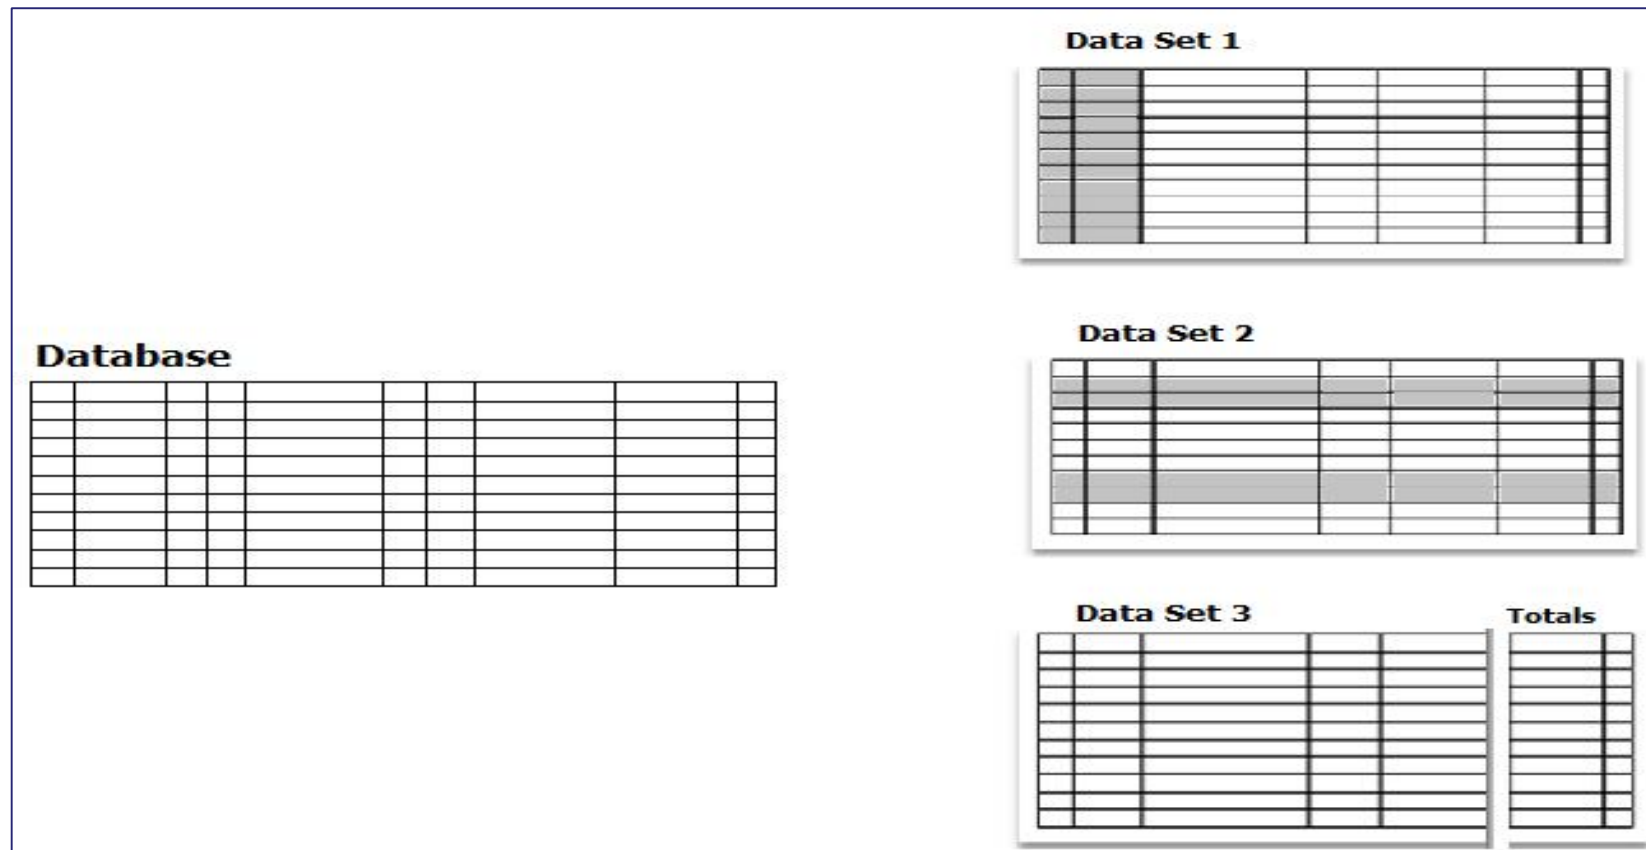 Data Set 1
Data Set 2
Database
Data Set 3
Totals